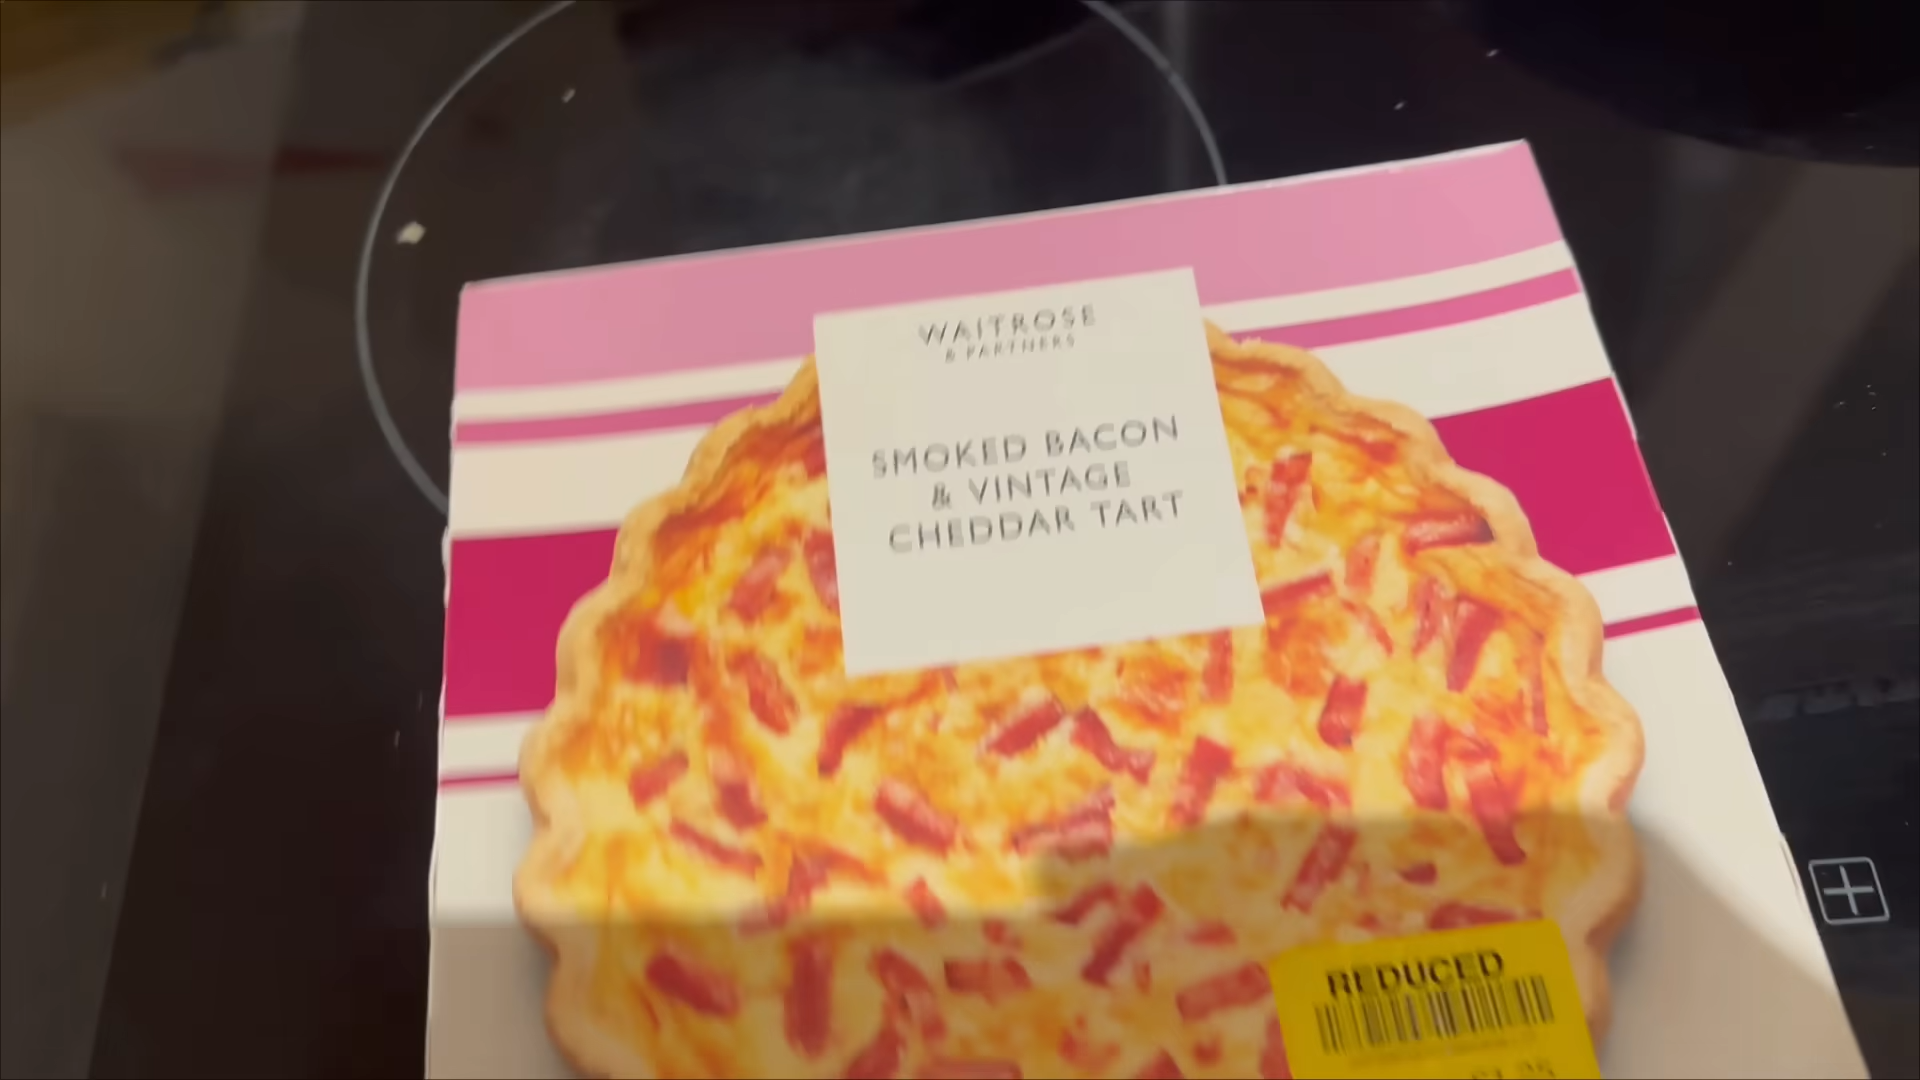 WAITROSE
& PARTNERS
SMOKED BACON
& VINTAGE
CHEDDAR TART
REDUCED